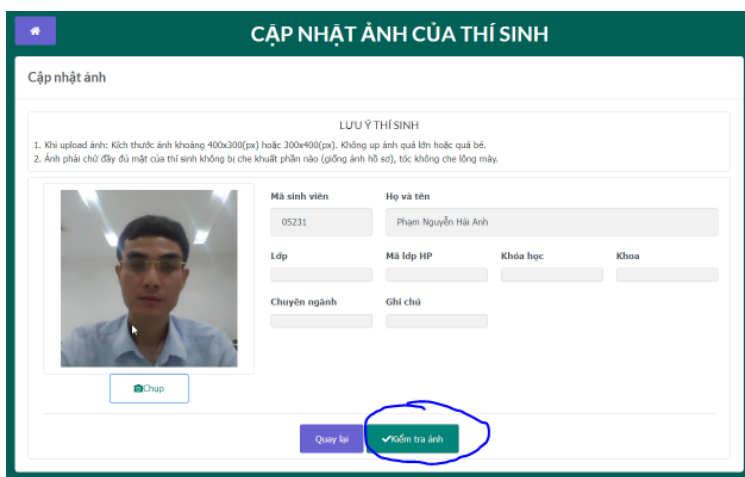 CẬP NHẬT ẢNH CỦA THÍ SINH
Cập nhật ảnh
LƯU Ý THÍ SINH
1. Khi upload ảnh: Kích thước ảnh khoảng 400x300(px) hoặc 300x400(px). Không up ảnh quá lớn hoặc quá bé.
2. Ảnh phải chứ đầy đủ mặt của thí sinh không bị che khuất phần nào (giống ảnh hồ sơ), tóc không che lông mày.
Mã sinh viên Họ và tên
05231 Phạm Nguyễn Hải Anh
Lớp Mã lớp HP Khóa học Khoa
Chuyên ngành Ghi chú
Chụp
Quay lại Kiểm tra ảnh